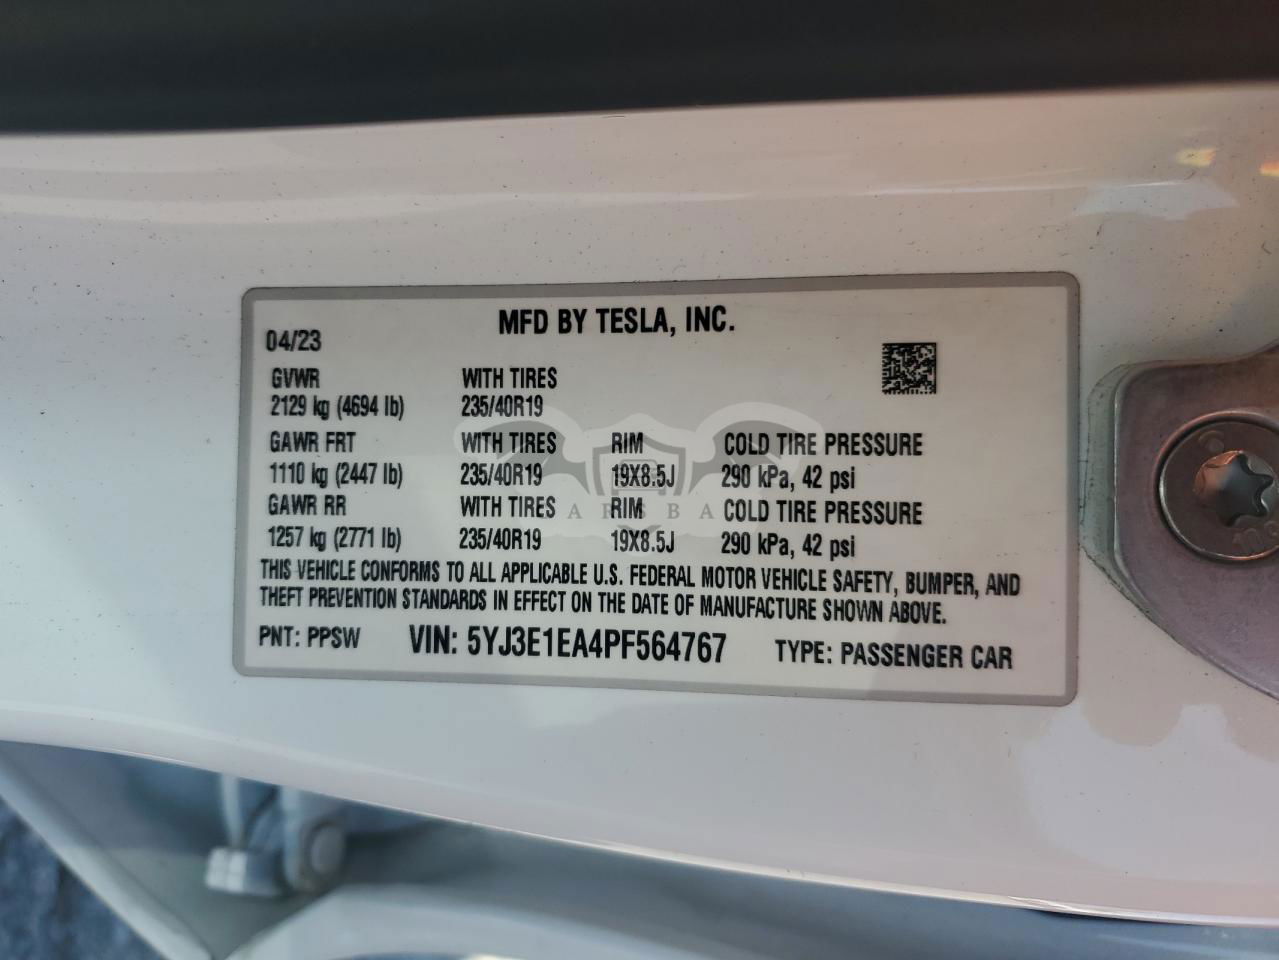 MFD BY TESLA, INC.
04/23
GVWR WITH TIRES
2129 kg (4694 lb) 235/40R19
GAWR FRT WITH TIRES RIM COLD TIRE PRESSURE
1110 kg (2447 lb) 235/40R19 19X8.5J 290 kPa, 42 psi
GAWR RR WITH TIRES RIM COLD TIRE PRESSURE
1257 kg (2771 lb) 235/40R19 19X8.5J 290 kPa, 42 psi
THIS VEHICLE CONFORMS TO ALL APPLICABLE U.S. FEDERAL MOTOR VEHICLE SAFETY, BUMPER, AND
THEFT PREVENTION STANDARDS IN EFFECT ON THE DATE OF MANUFACTURE SHOWN ABOVE.
PNT: PPSW VIN: 5YJ3E1EA4PF564767 TYPE: PASSENGER CAR